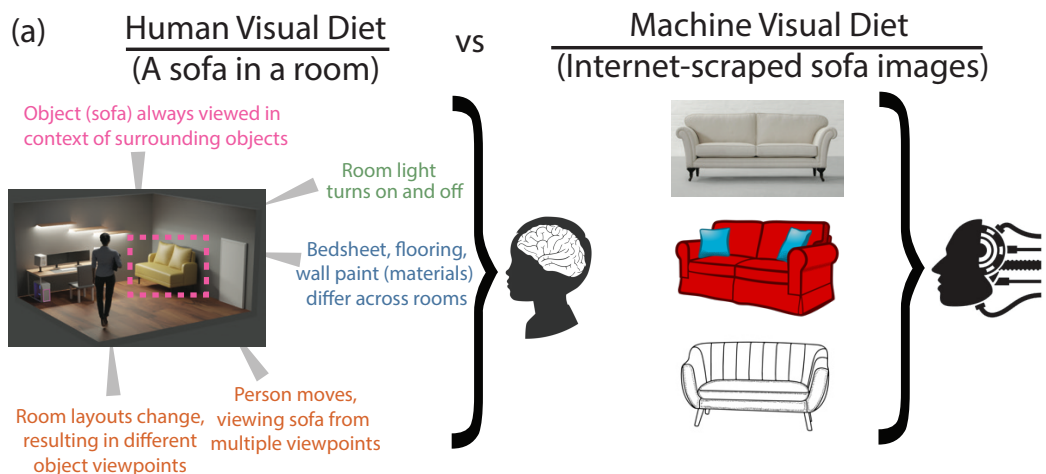 (a)
Human Visual Diet
(A sofa in a room)
vs
Machine Visual Diet
(Internet-scraped sofa images)
Object (sofa) always viewed in
context of surrounding objects
Room light
turns on and off
Bedsheet, flooring,
wall paint (materials)
differ across rooms
Person moves,
viewing sofa from
multiple viewpoints
Room layouts change,
resulting in different
object viewpoints